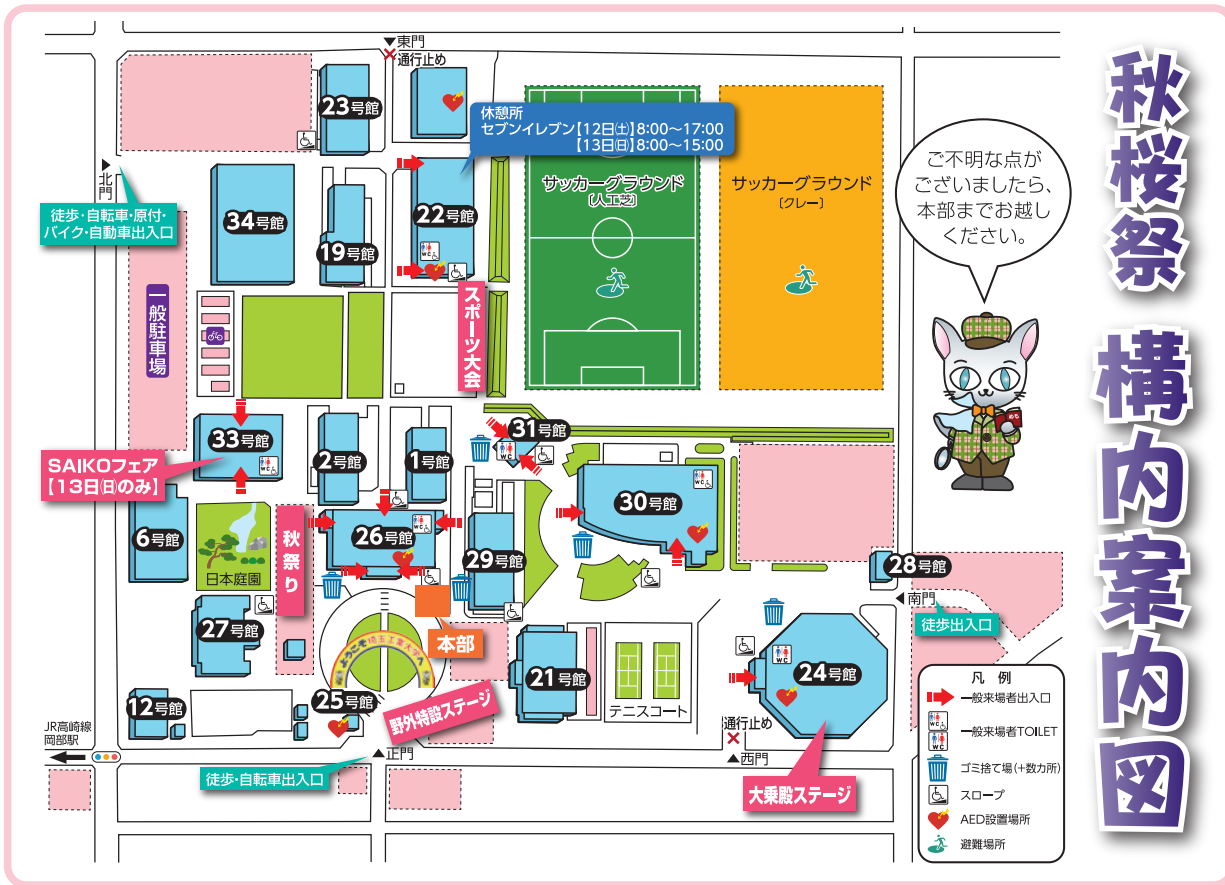 秋桜祭 構内案内図
▼東門
通行止め
23号館
休憩所
セブンイレブン【12日㈯】8:00～17:00
【13日㈰】8:00～15:00
▶北門
徒歩・自転車・原付・
バイク・自動車出入口
34号館
19号館
22号館
サッカーグラウンド
〔人工芝〕
サッカーグラウンド
〔クレー〕
ご不明な点が
ございましたら、
本部までお越し
ください。
一般駐車場
スポーツ大会
33号館
2号館
1号館
31号館
SAIKOフェア
【13日㈰のみ】
30号館
6号館
日本庭園
秋祭り
26号館
29号館
28号館
◀南門
徒歩出入口
27号館
本部
ようこそ埼玉工業大学へ
21号館
テニスコート
24号館
12号館
25号館
野外特設ステージ
JR高崎線
岡部駅
▲正門
徒歩・自転車出入口
通行止め
▲西門
大乗殿ステージ
凡 例
一般来場者出入口
一般来場者TOILET
ゴミ捨て場(+数カ所)
スロープ
AED設置場所
避難場所
WC